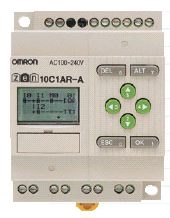 OMRON AC100-240V
zen 10C1AR-A
DEL ALT
ESC OK